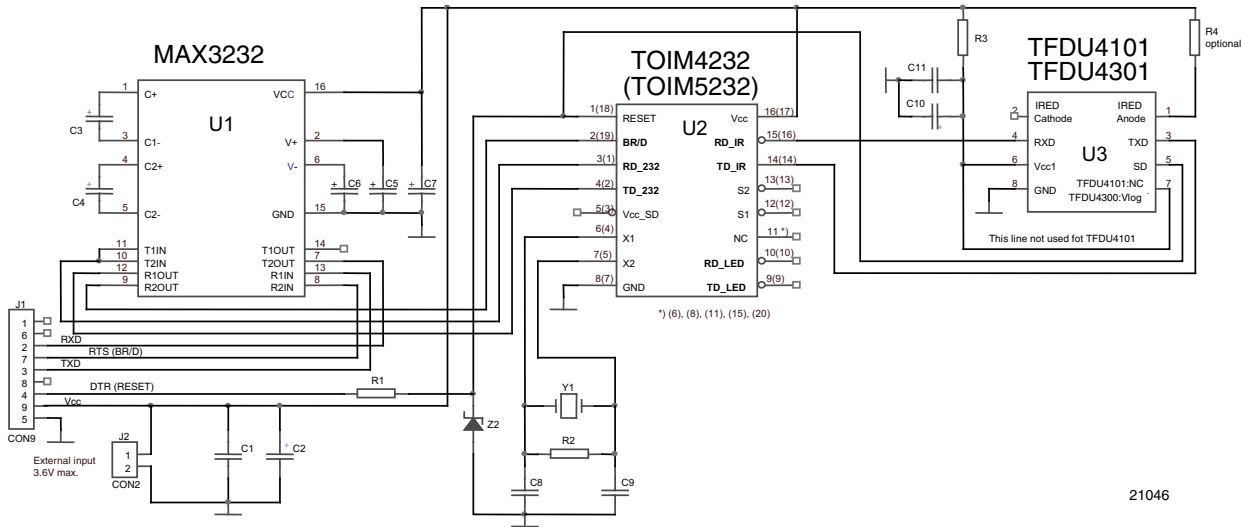 MAX3232
TOIM4232
(TOIM5232)
TFDU4101
TFDU4301
R3
R4
optional
C11
C10
U1
1 C+
3 C1-
4 C2+
5 C2-
11 T1IN
10 T2IN
12 R1OUT
9 R2OUT
VCC 16
V+ 2
V- 6
GND 15
T1OUT 14
T2OUT 7
R1IN 13
R2IN 8
C3
C4
+
+
+ C6
+ C5
+ C7
U2
1(18) RESET
2(19) BR/D
3(1) RD_232
4(2) TD_232
5(3) Vcc_SD
6(4) X1
7(5) X2
8(7) GND
Vcc 16(17)
RD_IR 15(16)
TD_IR 14(14)
S2 13(13)
S1 12(12)
NC 11 *)
RD_LED 10(10)
TD_LED 9(9)
*) (6), (8), (11), (15), (20)
U3
2 IRED
Cathode
4 RXD
6 Vcc1
8 GND
IRED 1
Anode
TXD 3
SD 5
TFDU4101:NC 7
TFDU4300:Vlog
This line not used fot TFDU4101
J1
1
6
2 RXD
7 RTS (BR/D)
3 TXD
8
4 DTR (RESET)
9 Vcc
5
CON9
R1
Z2
Y1
R2
C8
C9
External input
3.6V max.
J2
1
2
CON2
C1
+ C2
21046